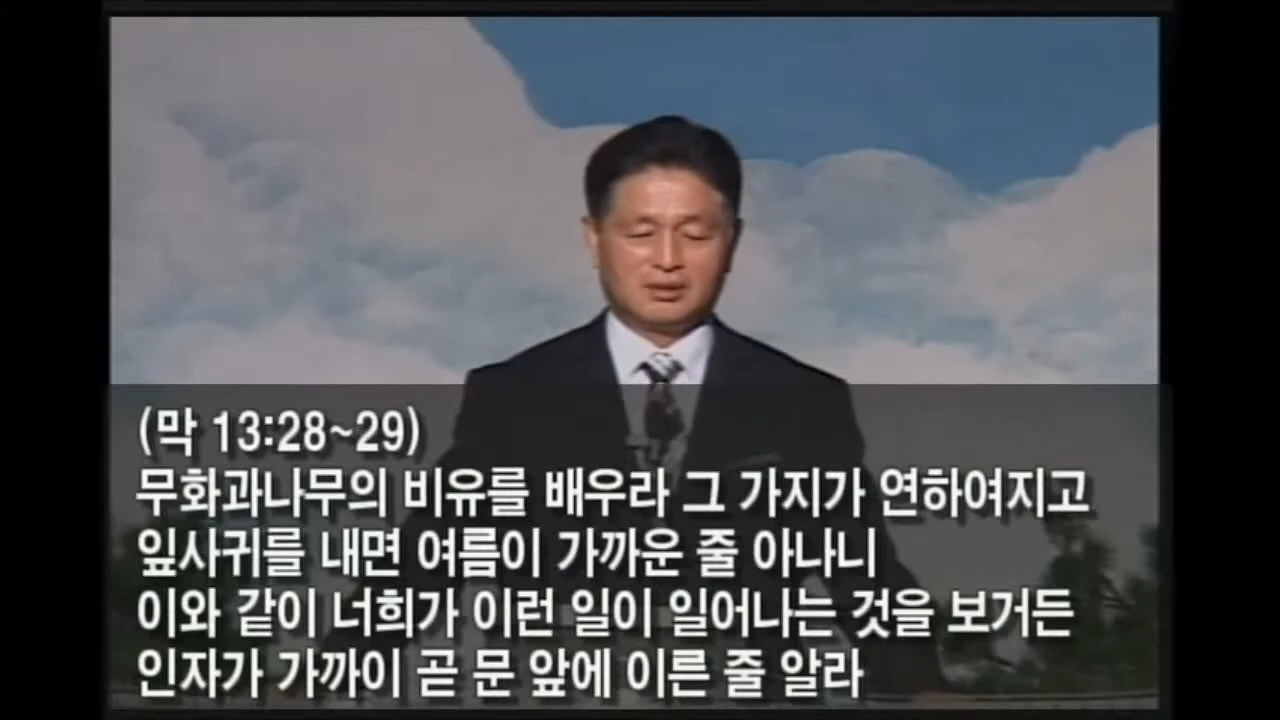 (막 13:28~29)
무화과나무의 비유를 배우라 그 가지가 연하여지고
잎사귀를 내면 여름이 가까운 줄 아나니
이와 같이 너희가 이런 일이 일어나는 것을 보거든
인자가 가까이 곧 문 앞에 이른 줄 알라